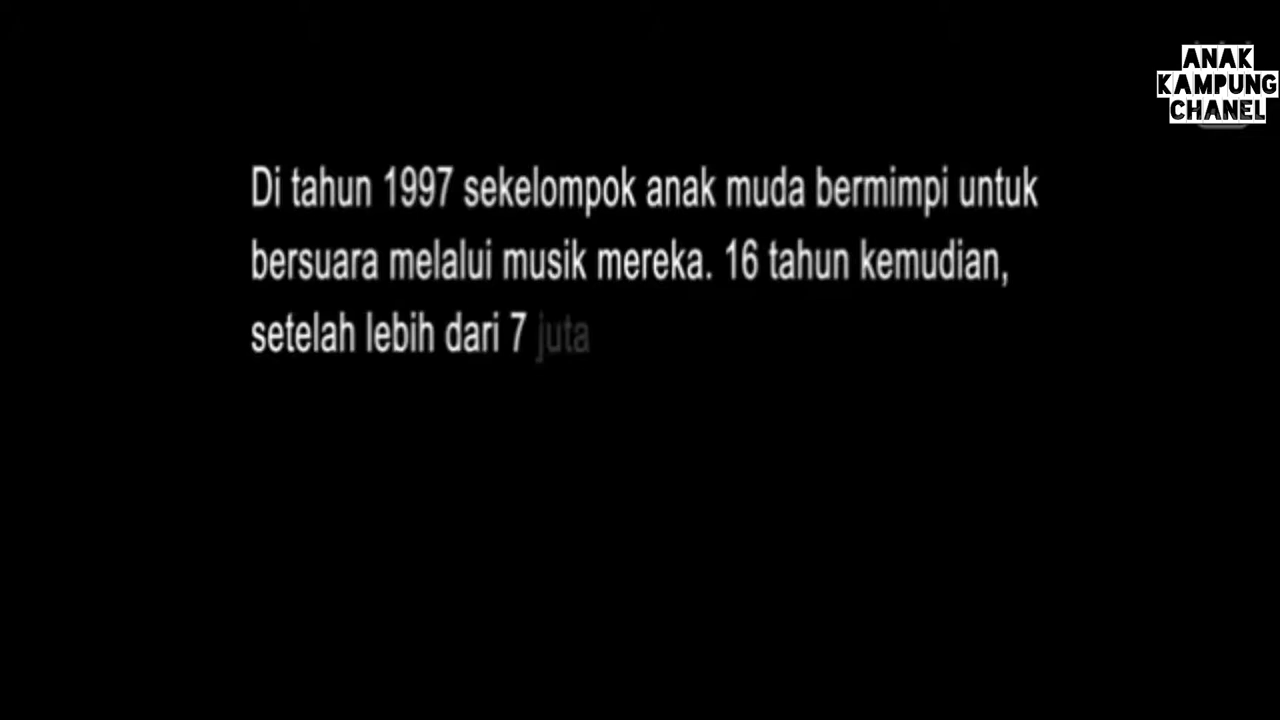 ANAK
KAMPUNG
CHANEL
Di tahun 1997 sekelompok anak muda bermimpi untuk
bersuara melalui musik mereka. 16 tahun kemudian,
setelah lebih dari 7 juta